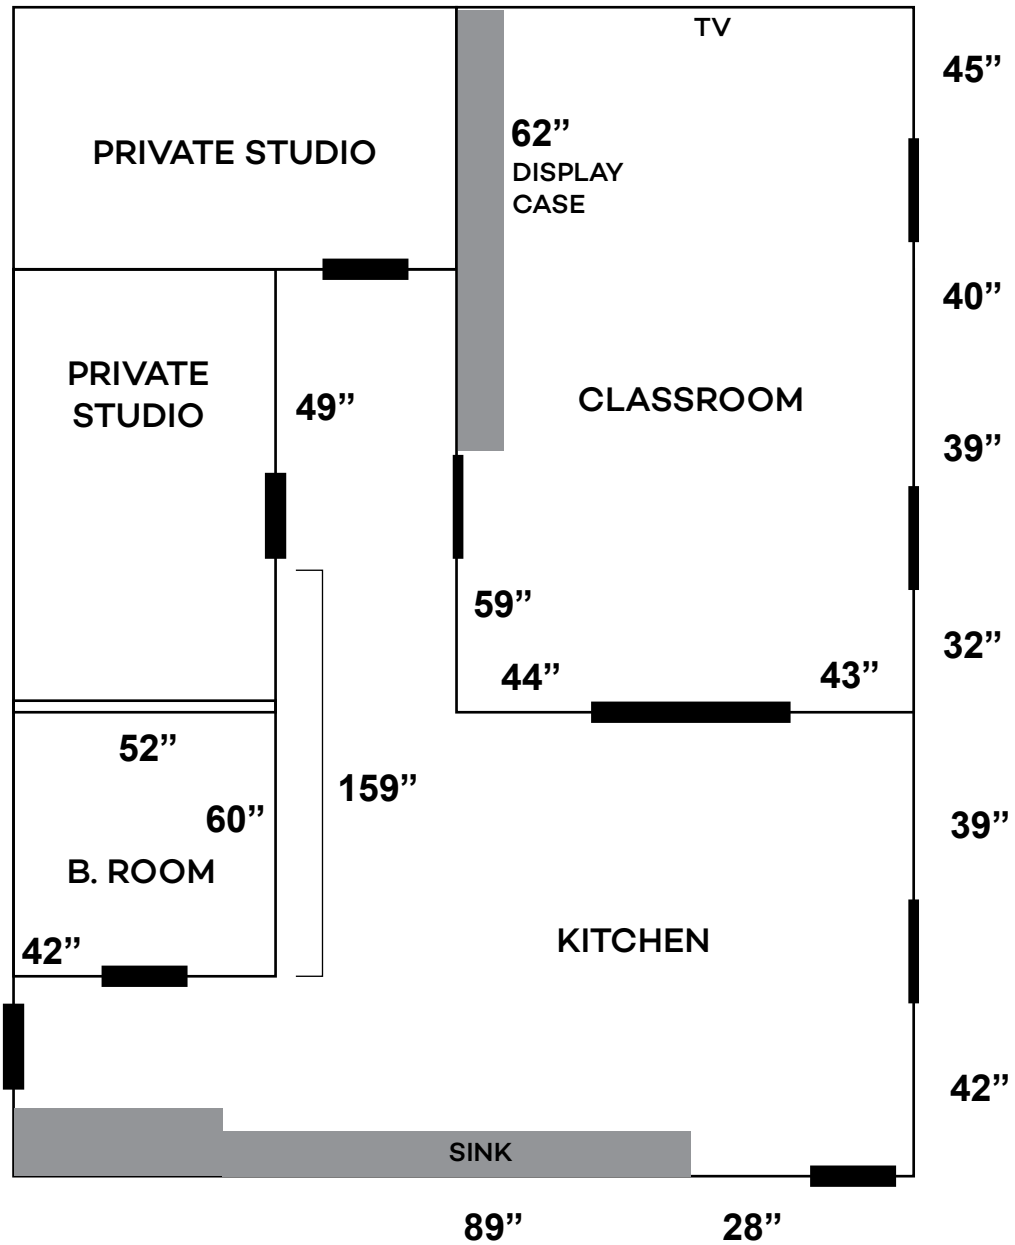 TV
45”
62”
DISPLAY
CASE
PRIVATE STUDIO
40”
PRIVATE
STUDIO
49”
CLASSROOM
39”
59”
32”
44”
43”
52”
159”
60”
39”
B. ROOM
42”
KITCHEN
42”
SINK
89”
28”